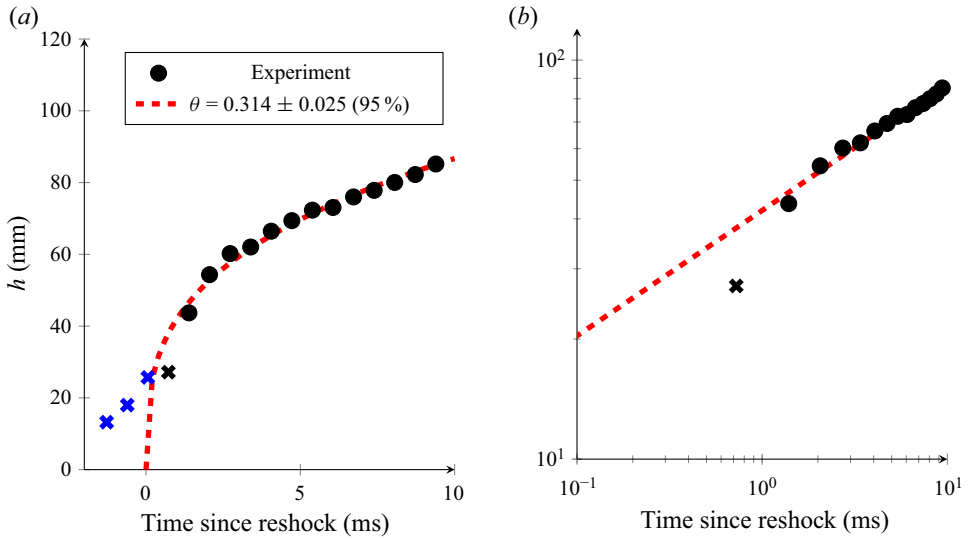 (a)
120
100
80
60
40
20
0
h (mm)
Experiment
θ = 0.314 ± 0.025 (95 %)
0 5 10
Time since reshock (ms)
(b)
10²
10¹
10⁻¹ 10⁰ 10¹
Time since reshock (ms)